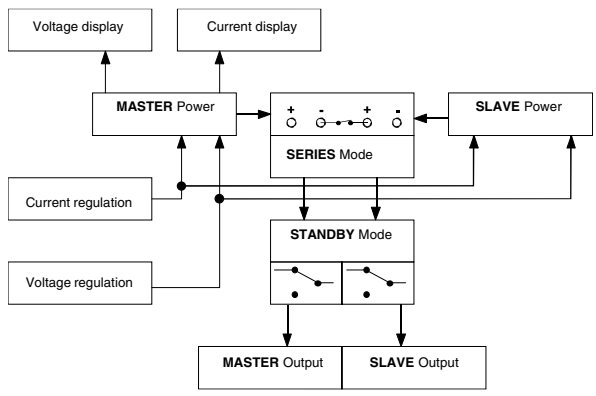 Voltage display
Current display
MASTER Power
+ - + -
SLAVE Power
SERIES Mode
Current regulation
STANDBY Mode
Voltage regulation
MASTER Output
SLAVE Output